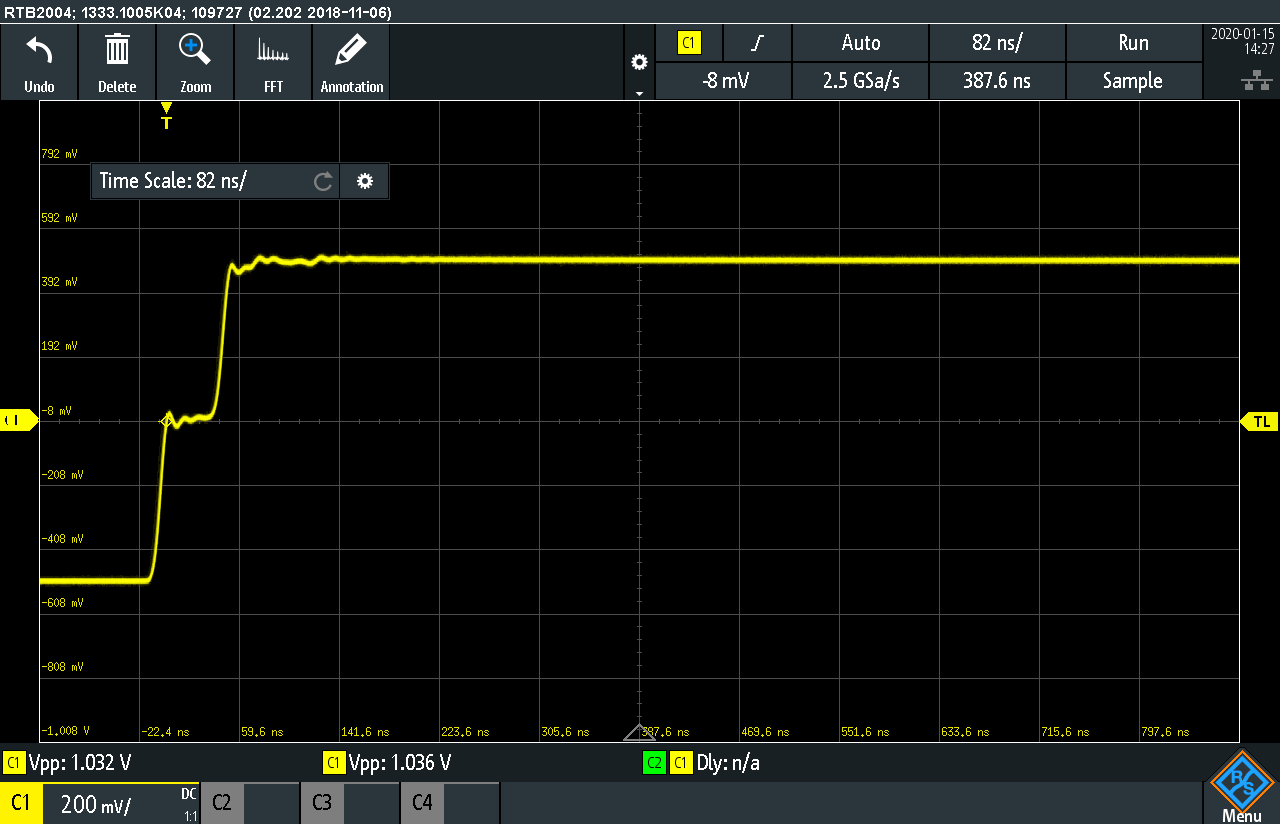 RTB2004; 1333.1005K04; 109727 (02.202 2018-11-06)
Undo
Delete
Zoom
FFT
Annotation
C1
Auto
82 ns/
Run
2020-01-15
14:27
-8 mV
2.5 GSa/s
387.6 ns
Sample
T
792 mV
Time Scale: 82 ns/
592 mV
392 mV
192 mV
-8 mV
TL
-208 mV
-408 mV
-608 mV
-808 mV
-1.008 V
-22.4 ns
59.6 ns
141.6 ns
223.6 ns
305.6 ns
387.6 ns
469.6 ns
551.6 ns
633.6 ns
715.6 ns
797.6 ns
C1 Vpp: 1.032 V
C1 Vpp: 1.036 V
C2 C1 Dly: n/a
C1
200 mV/
DC
1:1
C2
C3
C4
R&S
Menu